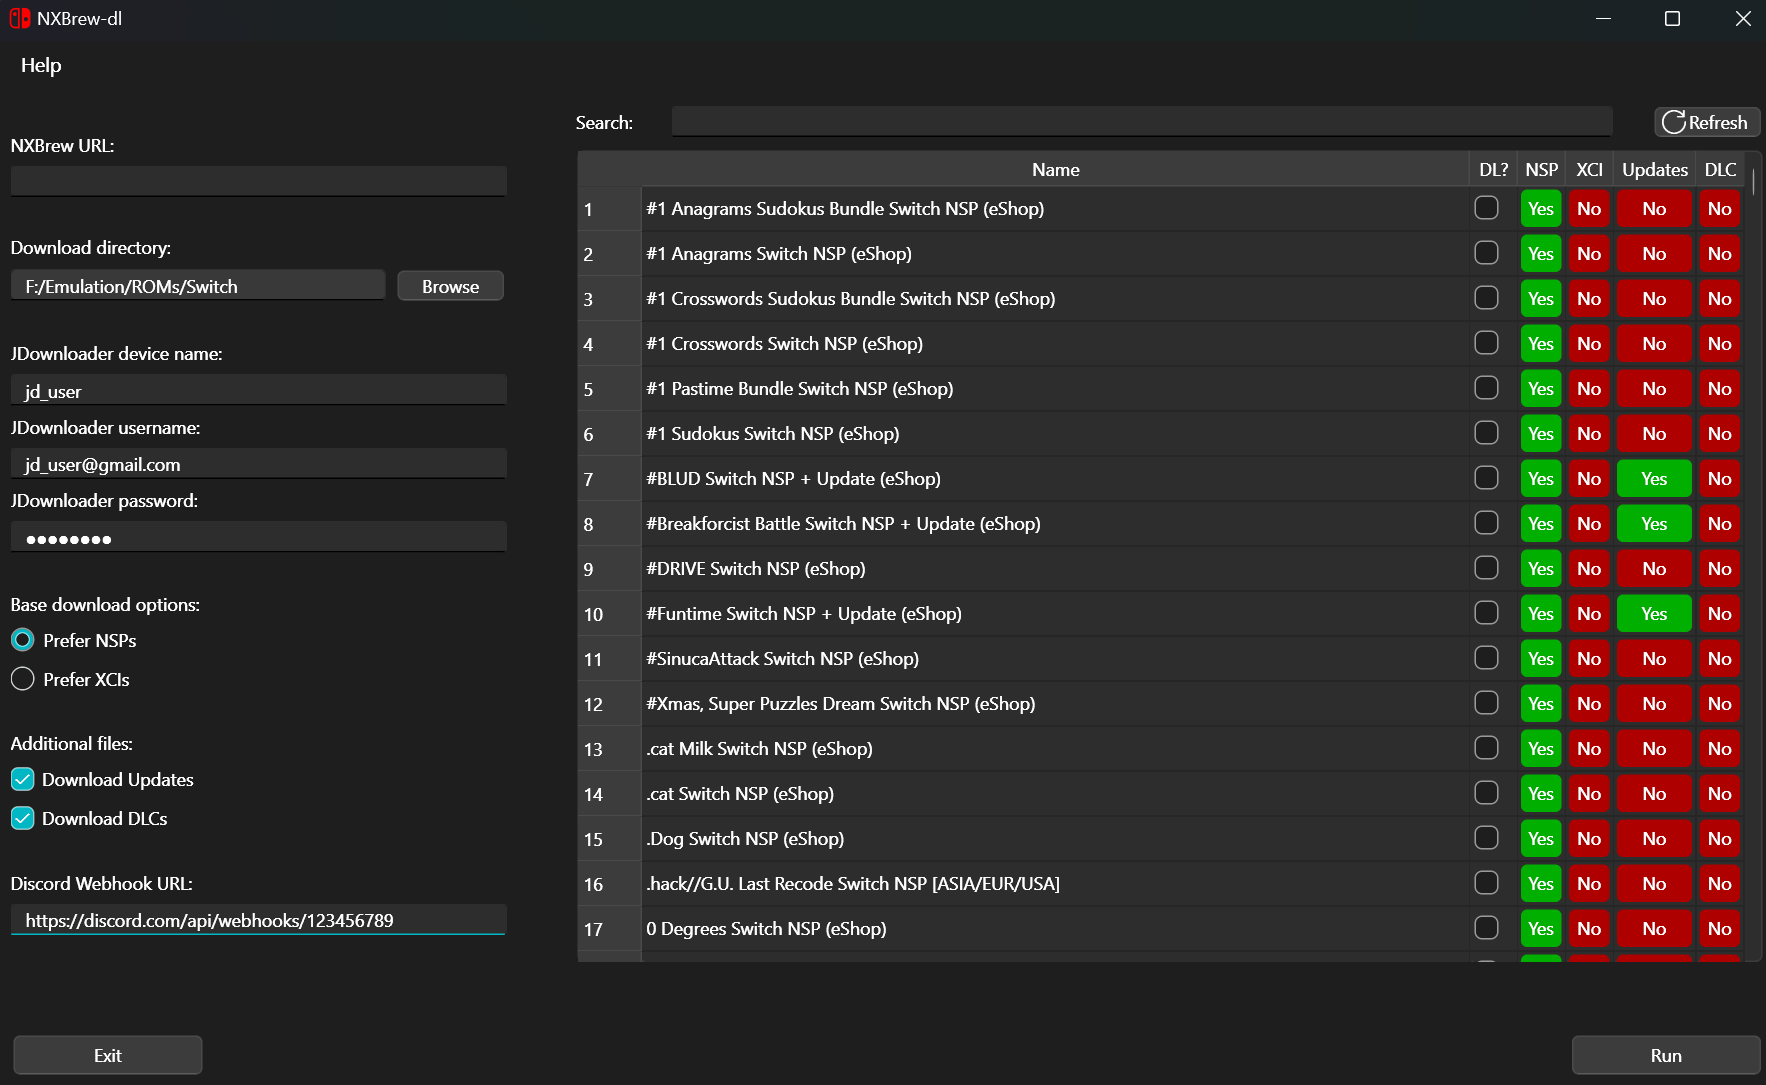 NXBrew-dl
Help
NXBrew URL:
Download directory:
F:/Emulation/ROMs/Switch
Browse
JDownloader device name:
jd_user
JDownloader username:
jd_user@gmail.com
JDownloader password:
Base download options:
Prefer NSPs
Prefer XCIs
Additional files:
Download Updates
Download DLCs
Discord Webhook URL:
https://discord.com/api/webhooks/123456789
Exit
Search:
Refresh
Name DL? NSP XCI Updates DLC
1 #1 Anagrams Sudokus Bundle Switch NSP (eShop) Yes No No No
2 #1 Anagrams Switch NSP (eShop) Yes No No No
3 #1 Crosswords Sudokus Bundle Switch NSP (eShop) Yes No No No
4 #1 Crosswords Switch NSP (eShop) Yes No No No
5 #1 Pastime Bundle Switch NSP (eShop) Yes No No No
6 #1 Sudokus Switch NSP (eShop) Yes No No No
7 #BLUD Switch NSP + Update (eShop) Yes No Yes No
8 #Breakforcist Battle Switch NSP + Update (eShop) Yes No Yes No
9 #DRIVE Switch NSP (eShop) Yes No No No
10 #Funtime Switch NSP + Update (eShop) Yes No Yes No
11 #SinucaAttack Switch NSP (eShop) Yes No No No
12 #Xmas, Super Puzzles Dream Switch NSP (eShop) Yes No No No
13 .cat Milk Switch NSP (eShop) Yes No No No
14 .cat Switch NSP (eShop) Yes No No No
15 .Dog Switch NSP (eShop) Yes No No No
16 .hack//G.U. Last Recode Switch NSP [ASIA/EUR/USA] Yes No No No
17 0 Degrees Switch NSP (eShop) Yes No No No
Run